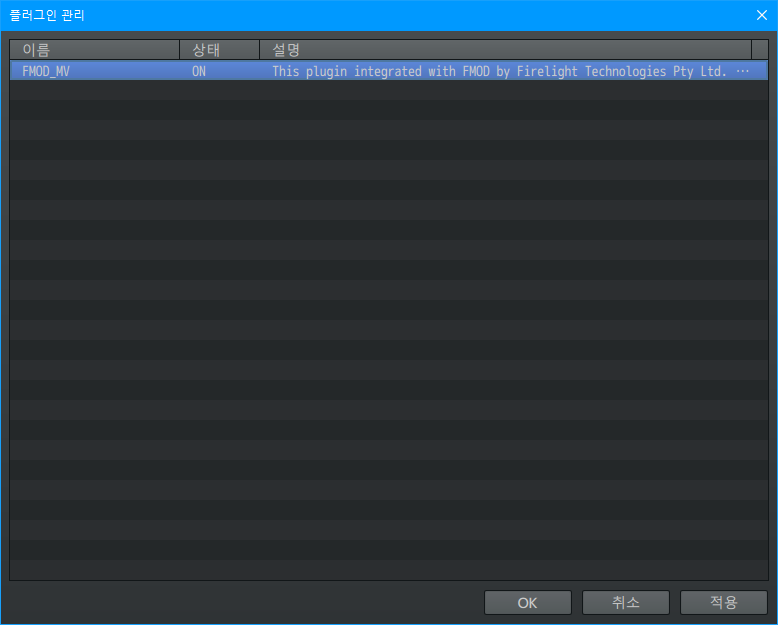 플러그인 관리
이름 상태 설명
FMOD_MV ON This plugin integrated with FMOD by Firelight Technologies Pty Ltd. ···
OK 취소 적용